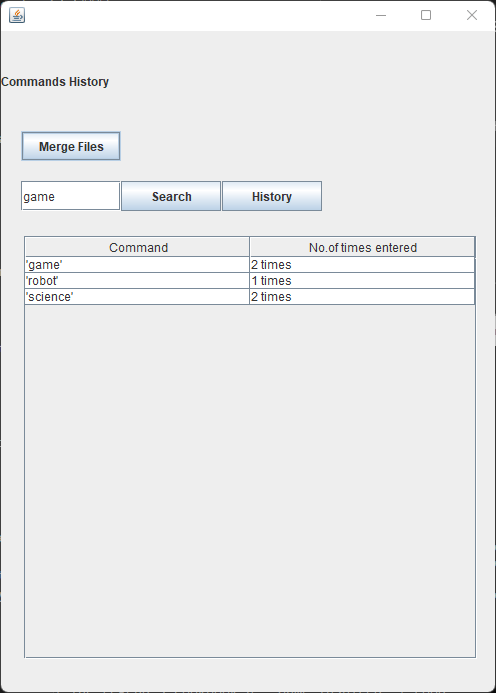 Commands History
Merge Files
game Search History
Command No.of times entered
'game' 2 times
'robot' 1 times
'science' 2 times